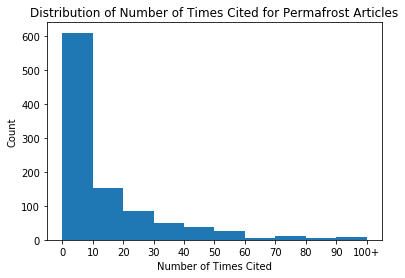 Distribution of Number of Times Cited for Permafrost Articles
600
500
400
300
200
100
0
Count
0 10 20 30 40 50 60 70 80 90 100+
Number of Times Cited